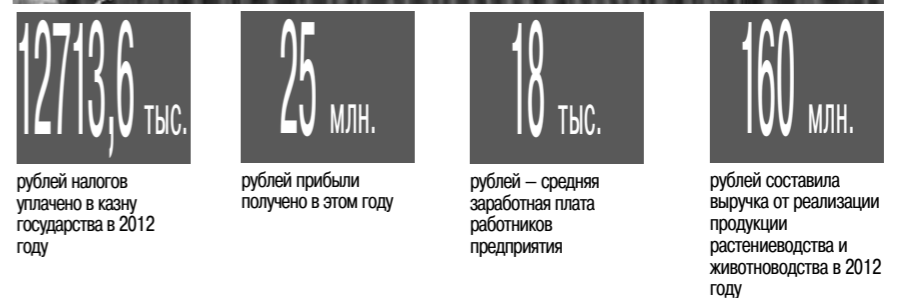 12713,6 тыс.
рублей налогов
уплачено в казну
государства в 2012
году
25 млн.
рублей прибыли
получено в этом году
18 тыс.
рублей – средняя
заработная плата
работников
предприятия
160 млн.
рублей составила
выручка от реализации
продукции
растениеводства и
животноводства в 2012
году